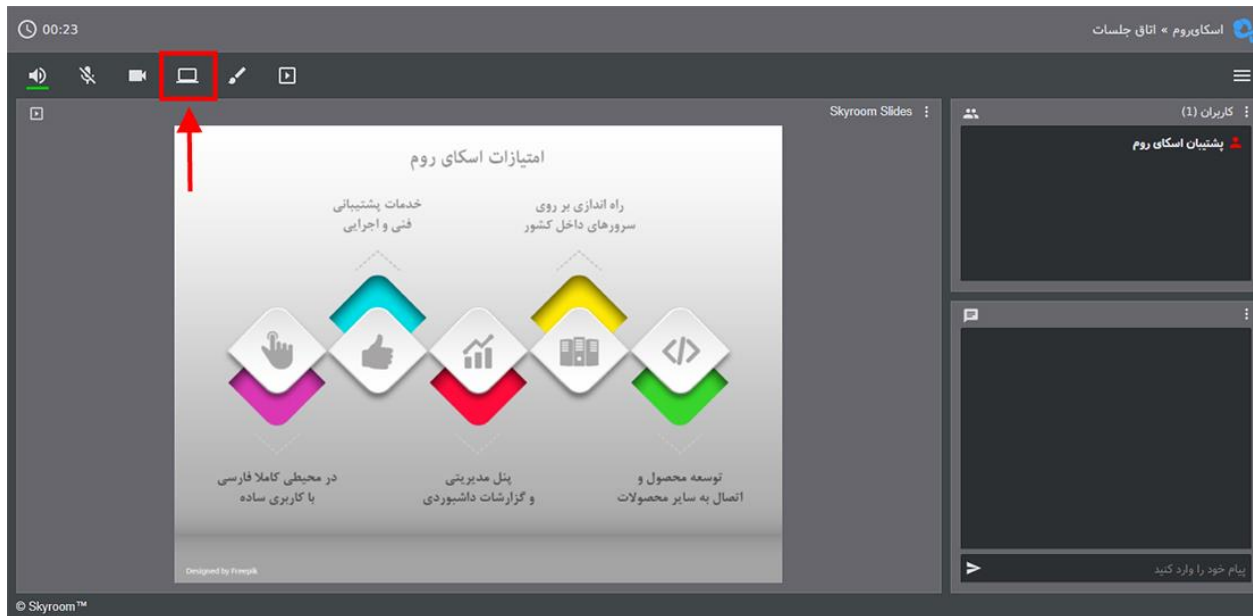 00:23
اسکای‌روم » اتاق جلسات
Skyroom Slides
کاربران (1)
پشتیبان اسکای روم
امتیازات اسکای روم
راه اندازی بر روی
سرورهای داخل کشور
خدمات پشتیبانی
فنی و اجرایی
توسعه محصول و
اتصال به سایر محصولات
پنل مدیریتی
و گزارشات داشبوردی
در محیطی کاملا فارسی
با کاربری ساده
Designed by Freepik
پیام خود را وارد کنید
© Skyroom™